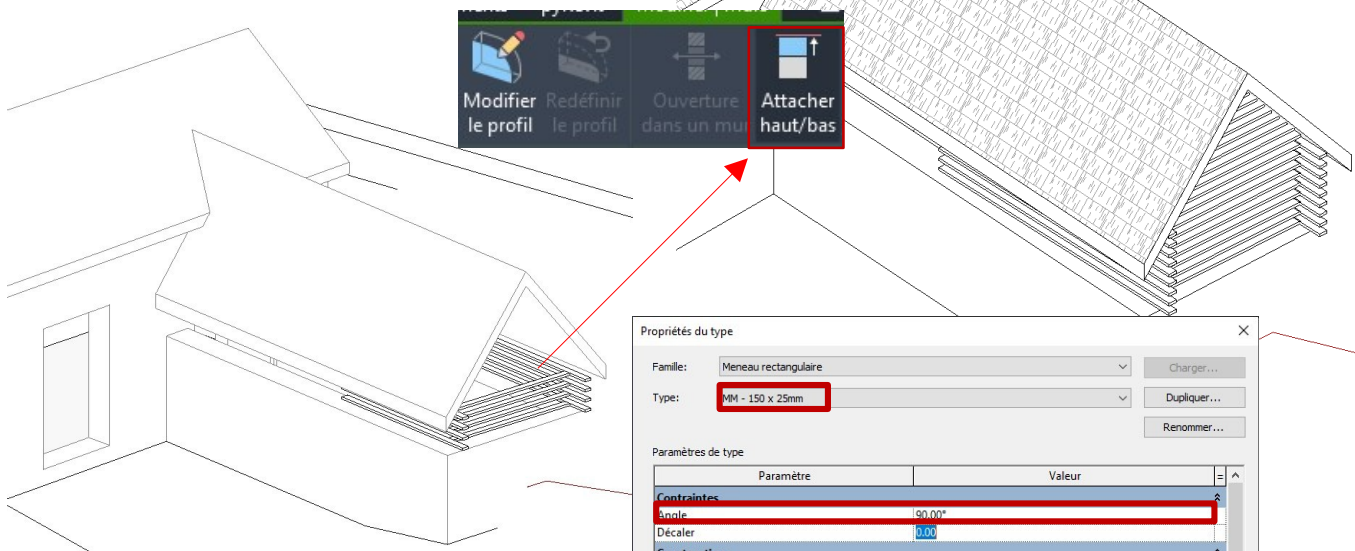 Modifier
le profil
Redéfinir
le profil
Ouverture
dans un mur
Attacher
haut/bas
Propriétés du type
Famille:
Meneau rectangulaire
Charger...
Type:
MM - 150 x 25mm
Dupliquer...
Renommer...
Paramètres de type
Paramètre
Valeur
=
Contraintes
Angle
90.00°
Décaler
0.00